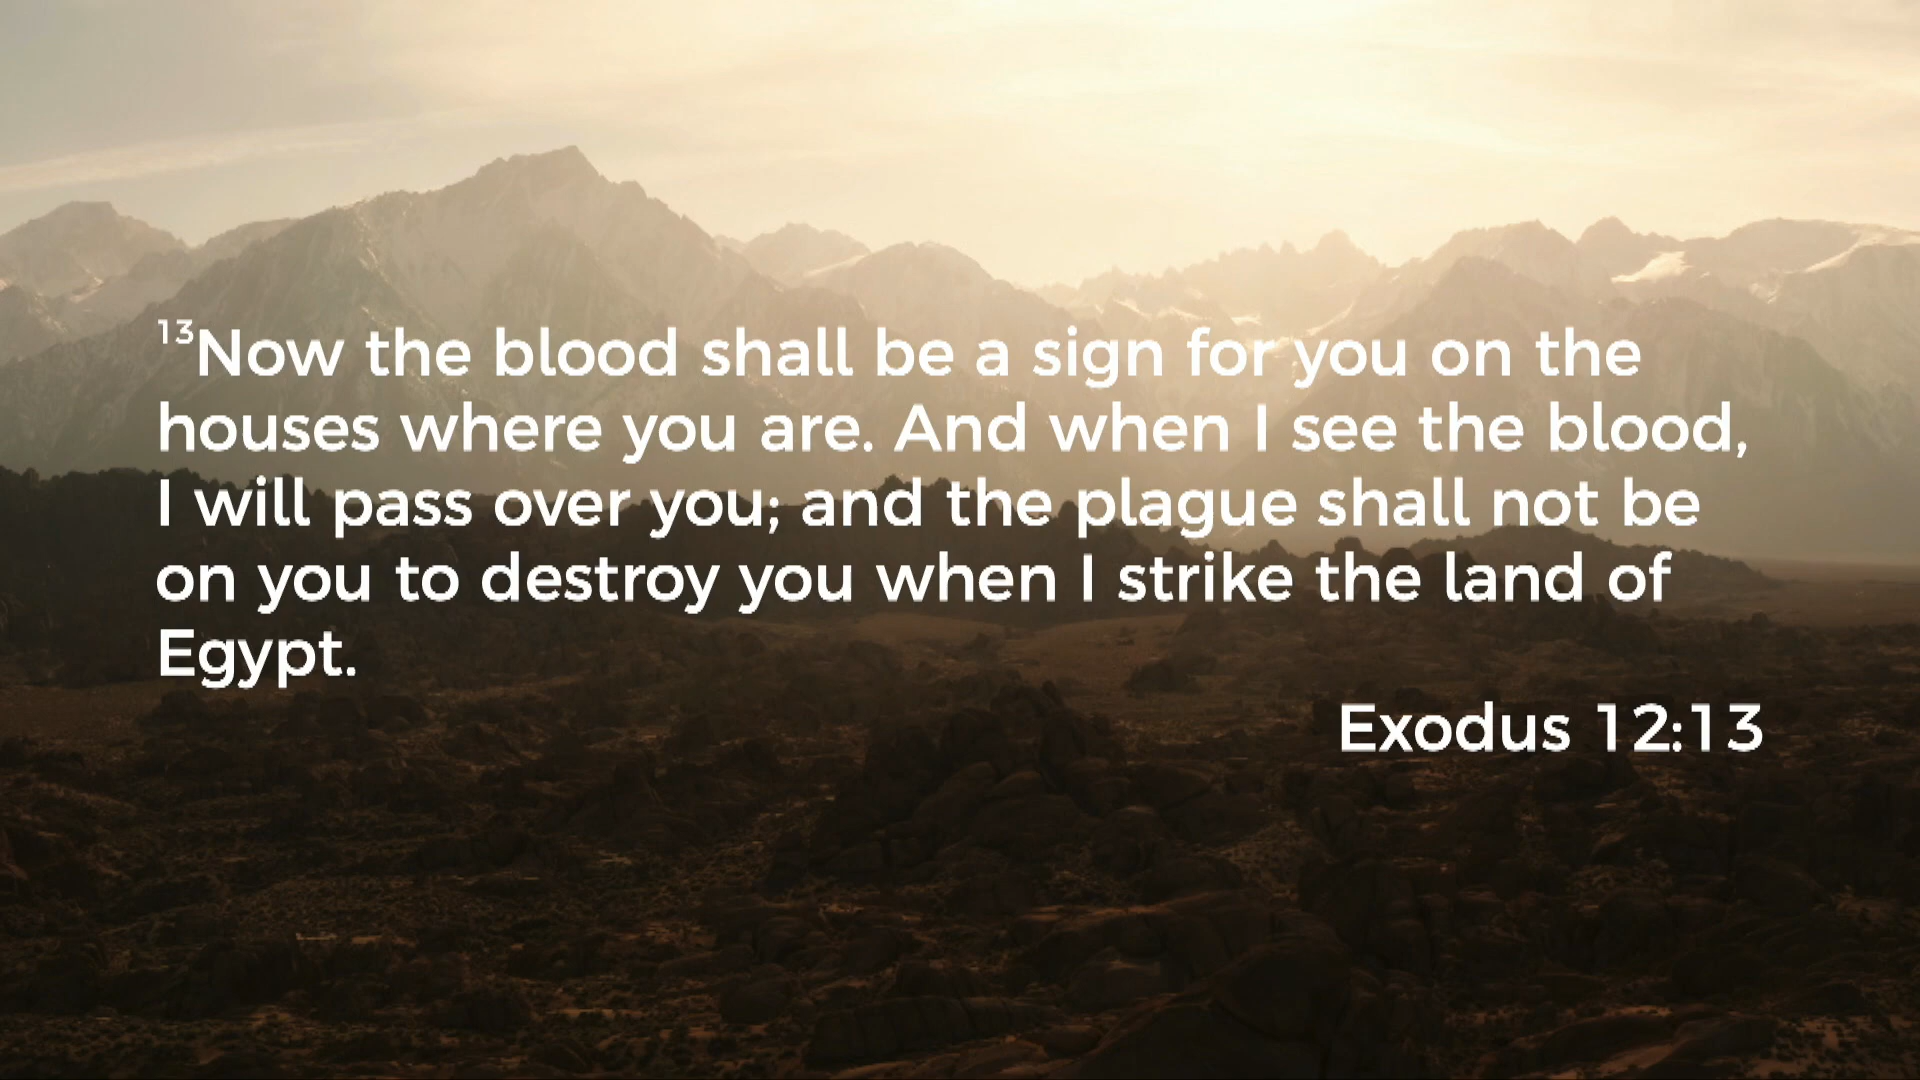 13Now the blood shall be a sign for you on the
houses where you are. And when I see the blood,
I will pass over you; and the plague shall not be
on you to destroy you when I strike the land of
Egypt.
Exodus 12:13